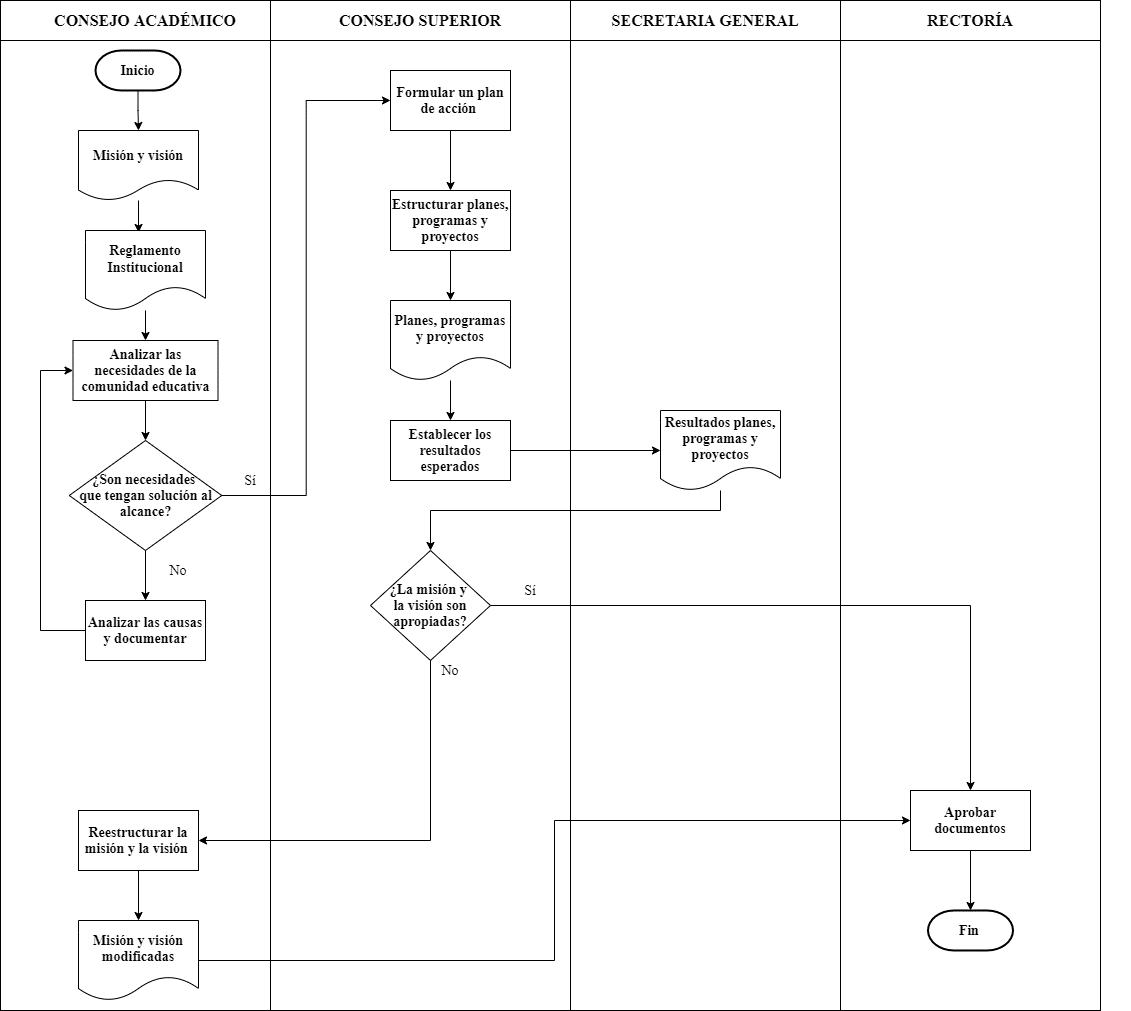 CONSEJO ACADÉMICO
CONSEJO SUPERIOR
SECRETARIA GENERAL
RECTORÍA
Inicio
Misión y visión
Reglamento
Institucional
Analizar las
necesidades de la
comunidad educativa
¿Son necesidades
que tengan solución al
alcance?
Sí
No
Analizar las causas
y documentar
Formular un plan
de acción
Estructurar planes,
programas y
proyectos
Planes, programas
y proyectos
Establecer los
resultados
esperados
Resultados planes,
programas y
proyectos
¿La misión y
la visión son
apropiadas?
Sí
No
Reestructurar la
misión y la visión
Misión y visión
modificadas
Aprobar
documentos
Fin